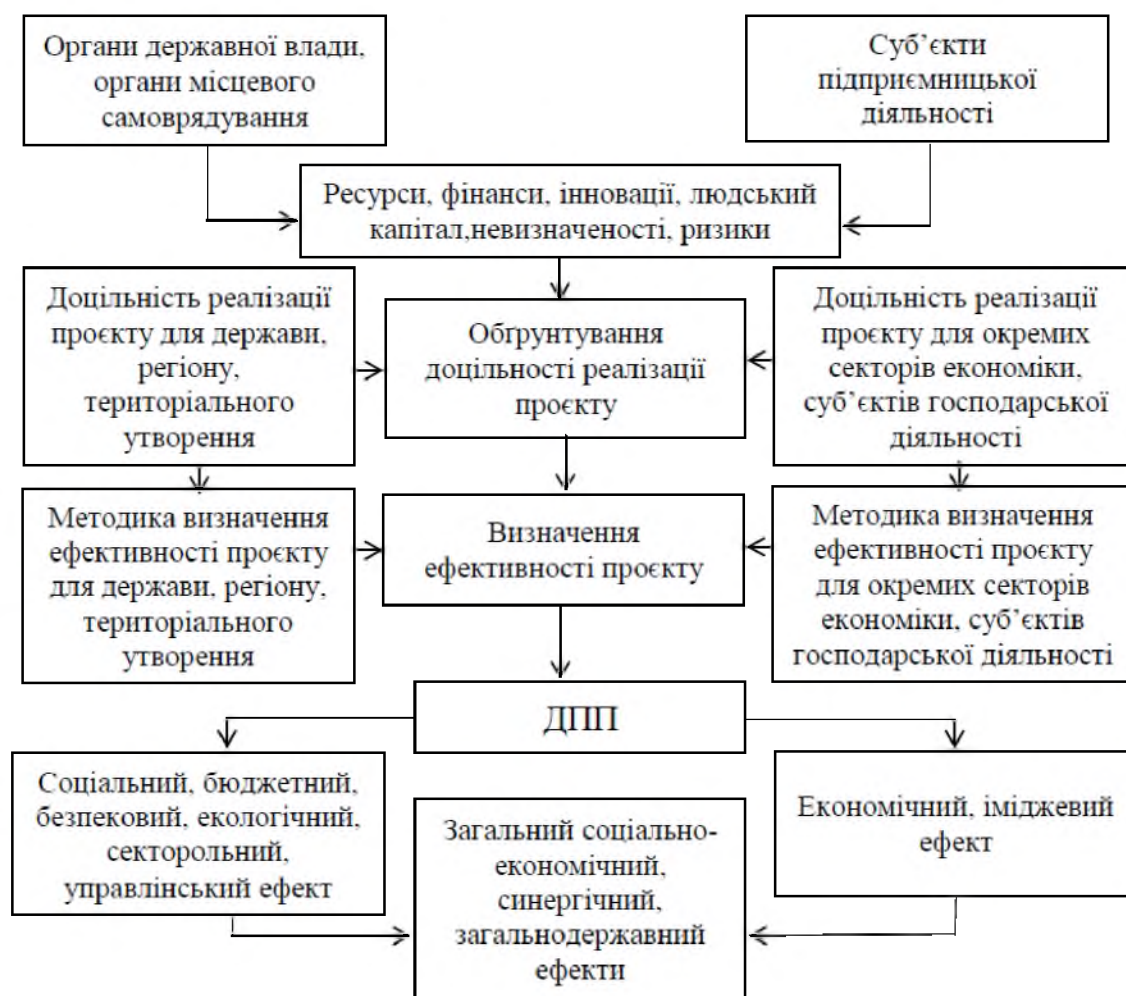 Органи державної влади,
органи місцевого
самоврядування
Суб’єкти
підприємницької
діяльності
Ресурси, фінанси, інновації, людський
капітал,невизначеності, ризики
Доцільність реалізації
проєкту для держави,
регіону,
територіального
утворення
Обґрунтування
доцільності реалізації
проєкту
Доцільність реалізації
проєкту для окремих
секторів економіки,
суб’єктів господарської
діяльності
Методика визначення
ефективності проєкту
для держави, регіону,
територіального
утворення
Визначення
ефективності проєкту
Методика визначення
ефективності проєкту
для окремих секторів
економіки, суб’єктів
господарської діяльності
ДПП
Соціальний, бюджетний,
безпековий, екологічний,
секторольний,
управлінський ефект
Загальний соціально-
економічний,
синергічний,
загальнодержавний
ефекти
Економічний, іміджевий
ефект